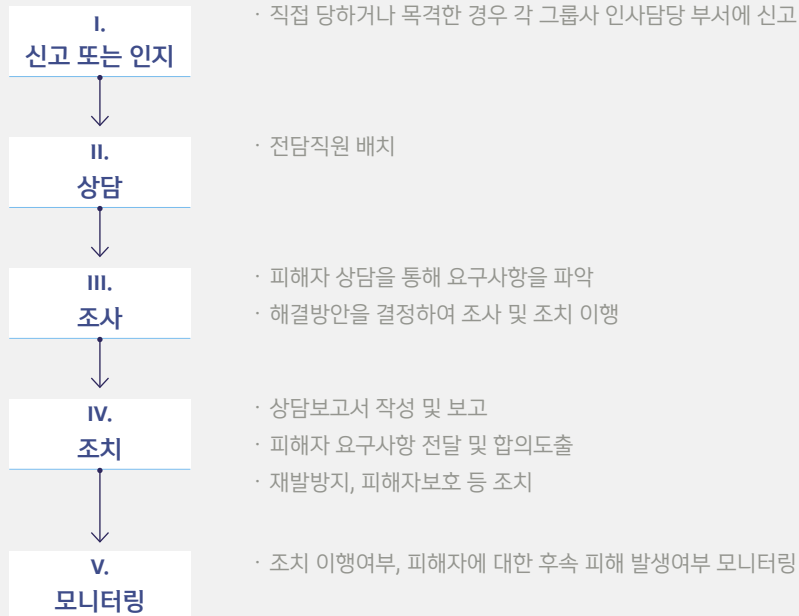 I.
신고 또는 인지
· 직접 당하거나 목격한 경우 각 그룹사 인사담당 부서에 신고
II.
상담
· 전담직원 배치
III.
조사
· 피해자 상담을 통해 요구사항을 파악
· 해결방안을 결정하여 조사 및 조치 이행
IV.
조치
· 상담보고서 작성 및 보고
· 피해자 요구사항 전달 및 합의도출
· 재발방지, 피해자보호 등 조치
V.
모니터링
· 조치 이행여부, 피해자에 대한 후속 피해 발생여부 모니터링